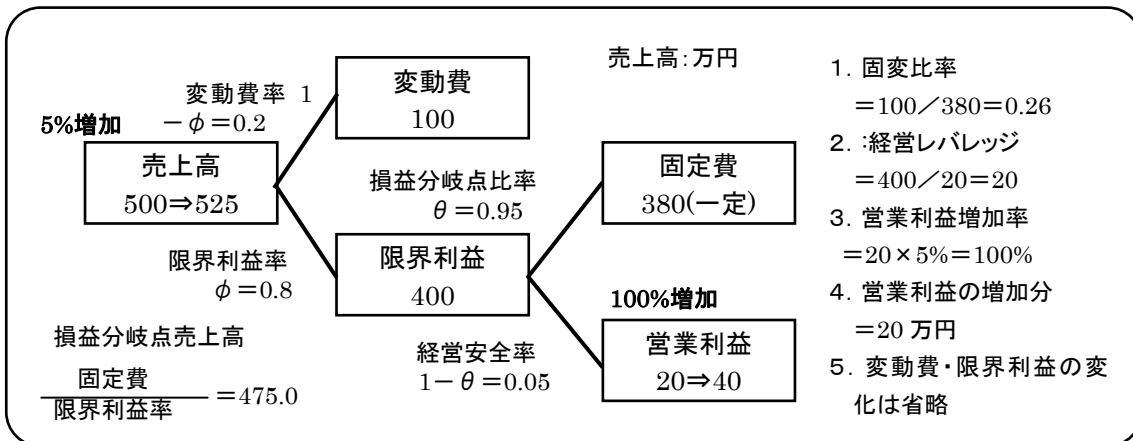 売上高：万円
変動費
100
変動費率 1
－φ＝0.2
5%増加
売上高
500⇒525
損益分岐点比率
θ＝0.95
固定費
380(一定)
限界利益率
φ＝0.8
限界利益
400
100%増加
営業利益
20⇒40
経営安全率
1－θ＝0.05
損益分岐点売上高
固定費
限界利益率
＝475.0
1．固変比率
＝100／380＝0.26
2．:経営レバレッジ
＝400／20＝20
3．営業利益増加率
＝20×5%＝100%
4．営業利益の増加分
＝20 万円
5．変動費・限界利益の変
化は省略